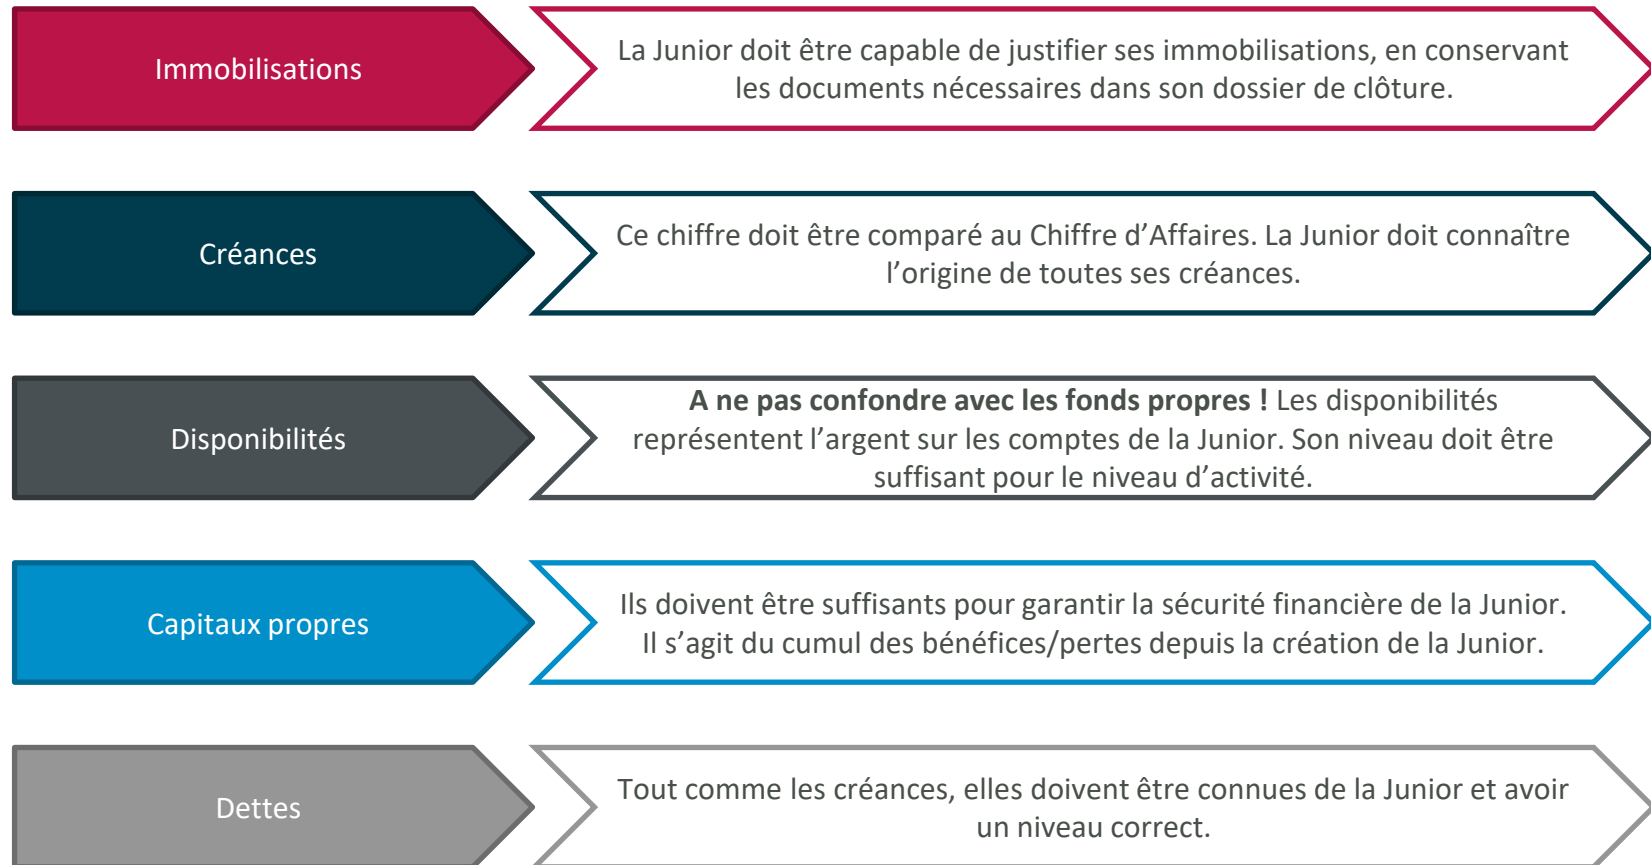 Immobilisations
La Junior doit être capable de justifier ses immobilisations, en conservant
les documents nécessaires dans son dossier de clôture.
Créances
Ce chiffre doit être comparé au Chiffre d’Affaires. La Junior doit connaître
l’origine de toutes ses créances.
Disponibilités
A ne pas confondre avec les fonds propres ! Les disponibilités
représentent l’argent sur les comptes de la Junior. Son niveau doit être
suffisant pour le niveau d’activité.
Capitaux propres
Ils doivent être suffisants pour garantir la sécurité financière de la Junior.
Il s’agit du cumul des bénéfices/pertes depuis la création de la Junior.
Dettes
Tout comme les créances, elles doivent être connues de la Junior et avoir
un niveau correct.